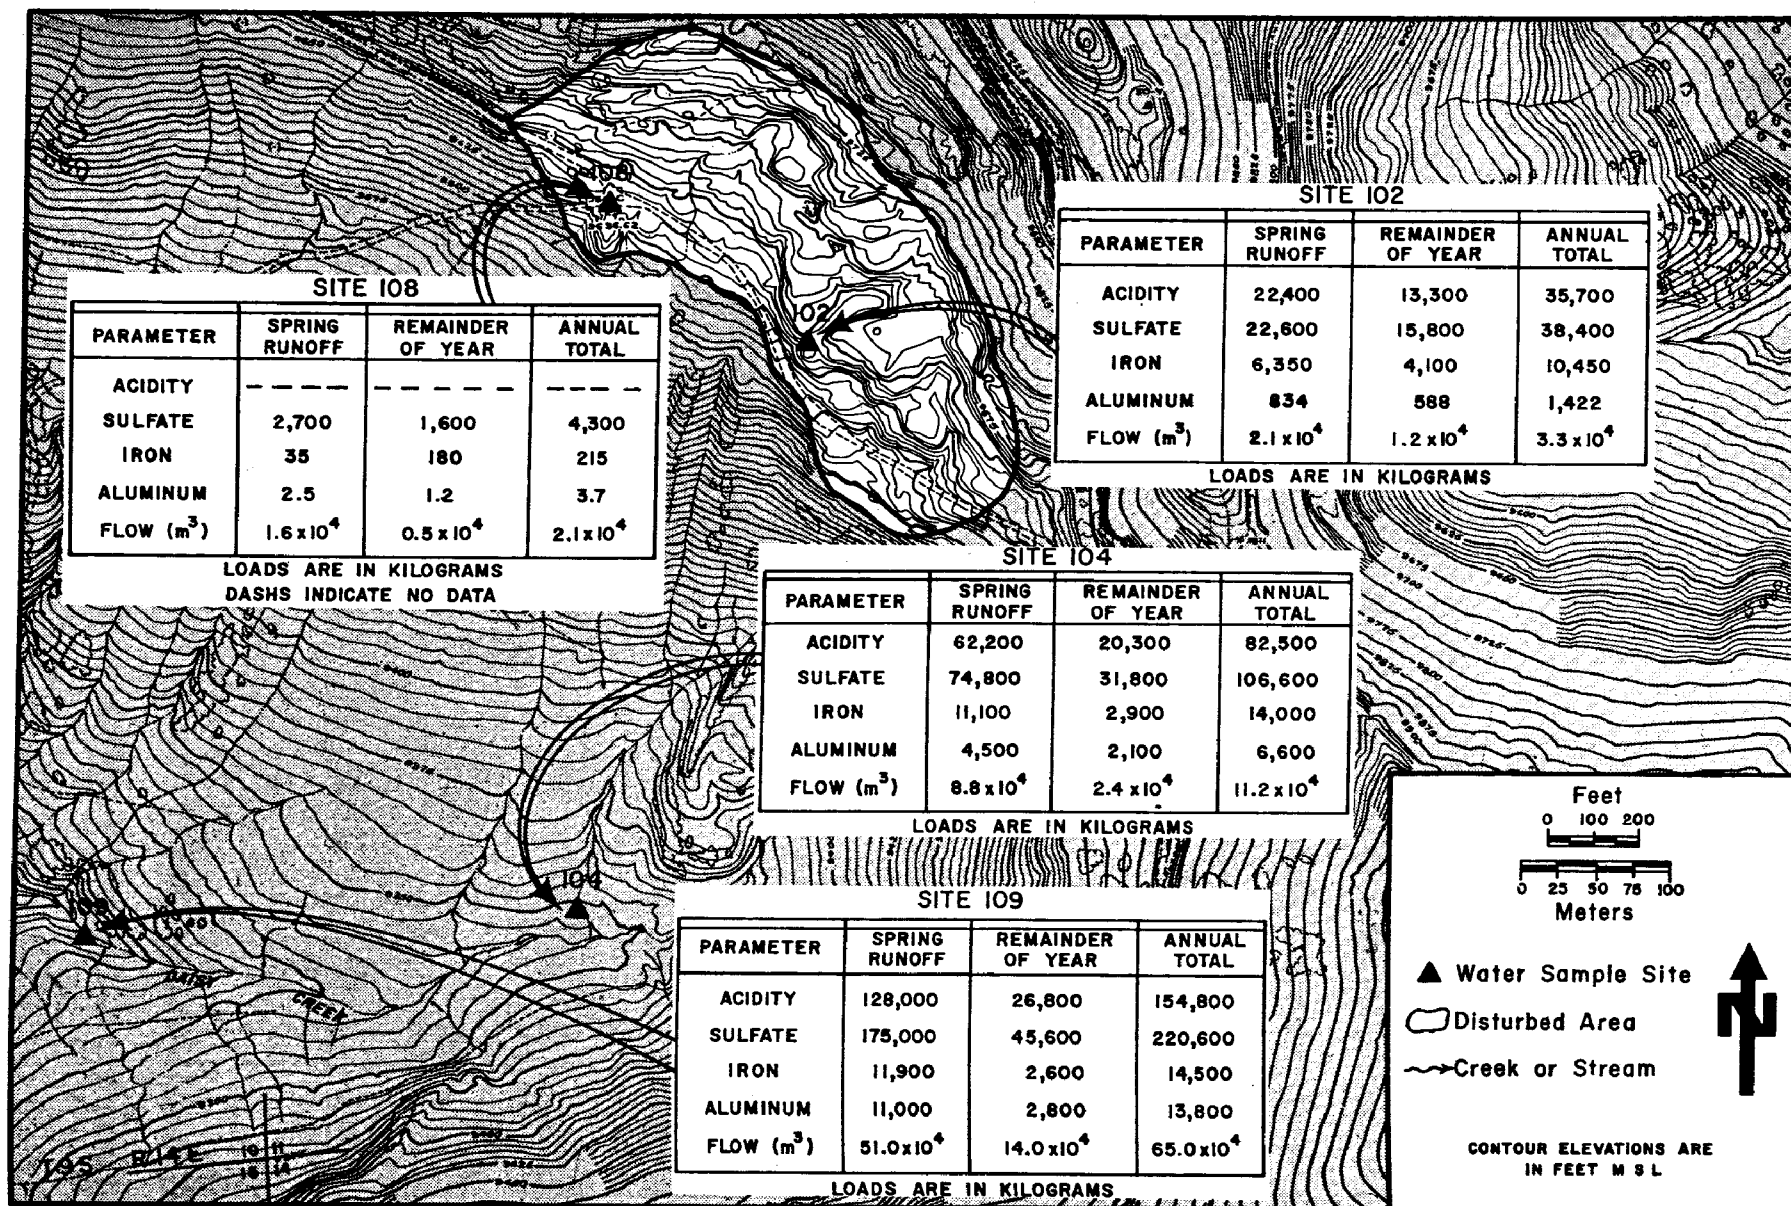 SITE 102
PARAMETER SPRING RUNOFF REMAINDER OF YEAR ANNUAL TOTAL
ACIDITY 22,400 13,300 35,700
SULFATE 22,600 15,800 38,400
IRON 6,350 4,100 10,450
ALUMINUM 834 588 1,422
FLOW (m³) 2.1x10⁴ 1.2x10⁴ 3.3x10⁴
LOADS ARE IN KILOGRAMS
108
102
SITE 108
PARAMETER SPRING RUNOFF REMAINDER OF YEAR ANNUAL TOTAL
ACIDITY ---- ----- ----
SULFATE 2,700 1,600 4,300
IRON 35 180 215
ALUMINUM 2.5 1.2 3.7
FLOW (m³) 1.6x10⁴ 0.5x10⁴ 2.1x10⁴
LOADS ARE IN KILOGRAMS
DASHS INDICATE NO DATA
SITE 104
PARAMETER SPRING RUNOFF REMAINDER OF YEAR ANNUAL TOTAL
ACIDITY 62,200 20,300 82,500
SULFATE 74,800 31,800 106,600
IRON 11,100 2,900 14,000
ALUMINUM 4,500 2,100 6,600
FLOW (m³) 8.8x10⁴ 2.4x10⁴ 11.2x10⁴
LOADS ARE IN KILOGRAMS
104
SITE 109
PARAMETER SPRING RUNOFF REMAINDER OF YEAR ANNUAL TOTAL
ACIDITY 128,000 26,800 154,800
SULFATE 175,000 45,600 220,600
IRON 11,900 2,600 14,500
ALUMINUM 11,000 2,800 13,800
FLOW (m³) 51.0x10⁴ 14.0x10⁴ 65.0x10⁴
LOADS ARE IN KILOGRAMS
DAISY CREEK
T.9S. R.14E.
Feet
0 100 200
0 25 50 75 100
Meters
Water Sample Site
Disturbed Area
Creek or Stream
N
CONTOUR ELEVATIONS ARE
IN FEET M S L